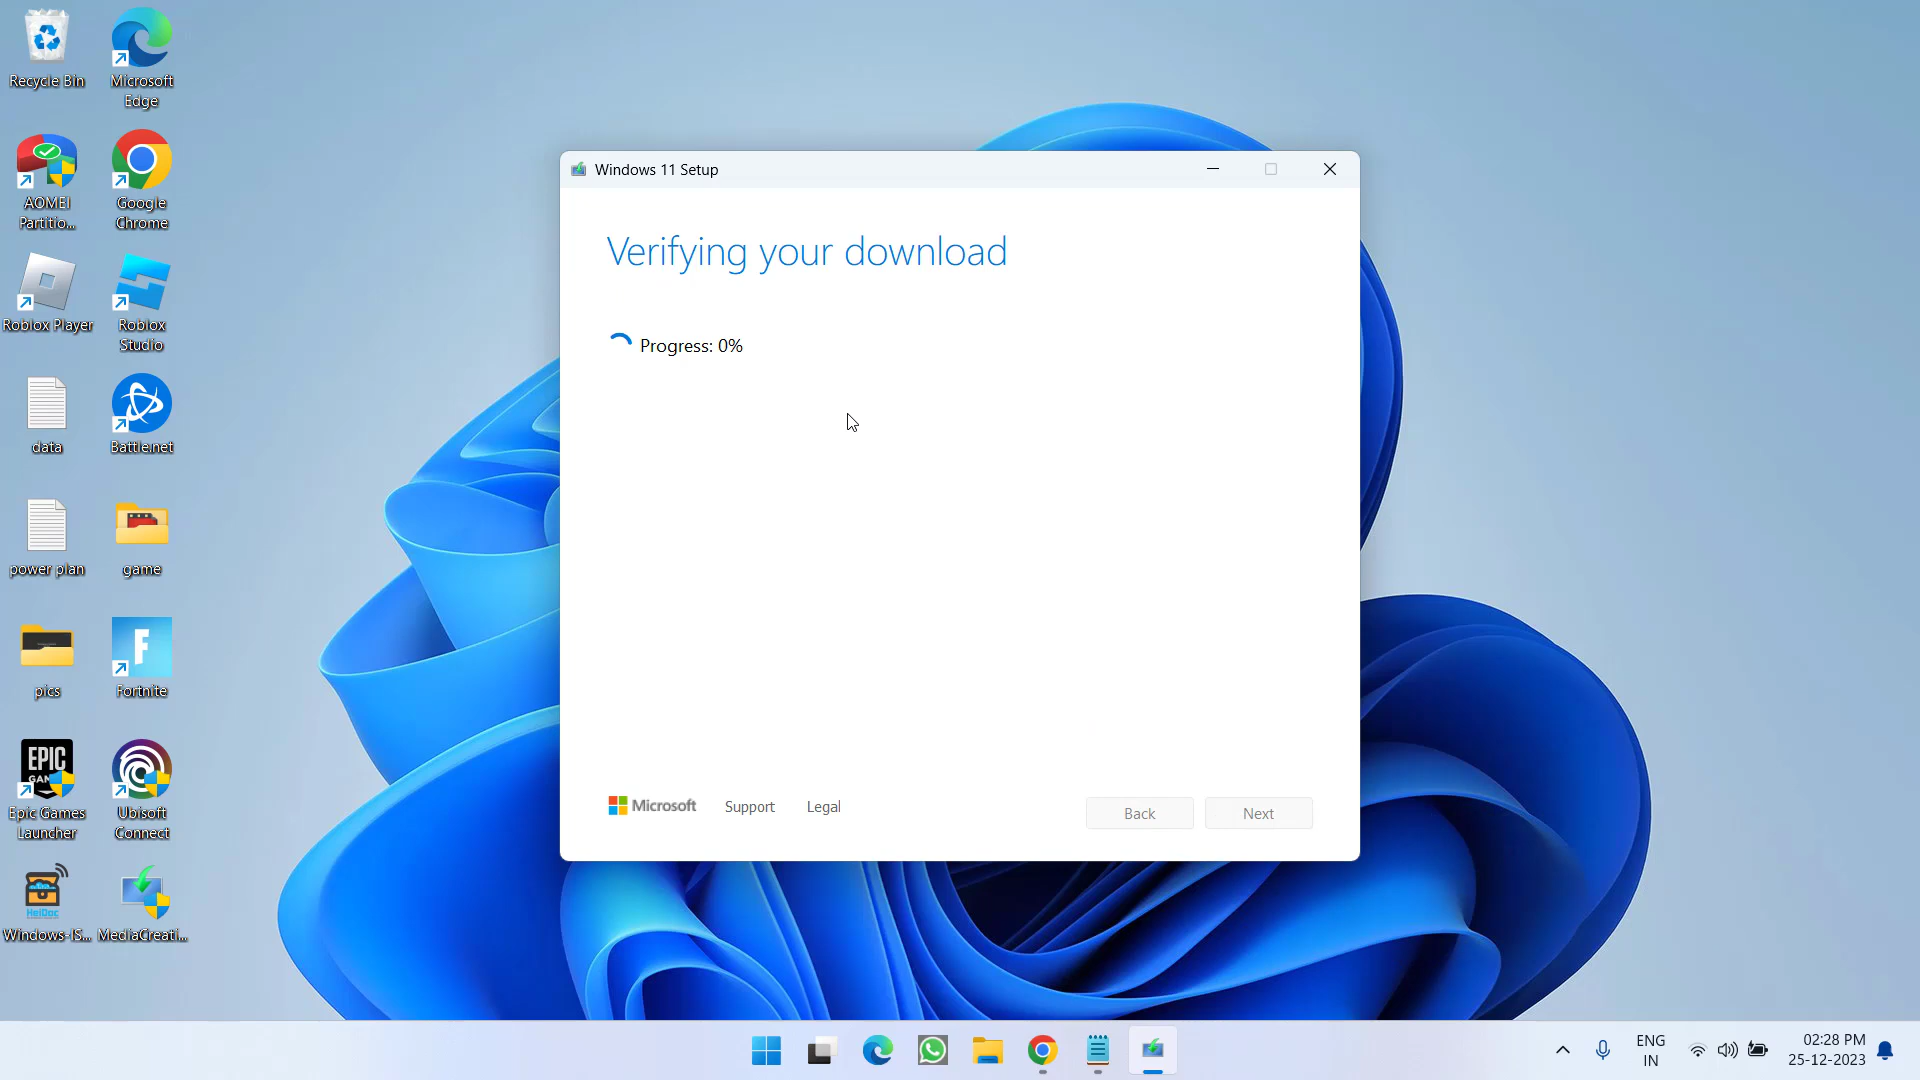 Recycle Bin
Microsoft
Edge
AOMEI
Partitio...
Google
Chrome
Roblox Player
Roblox
Studio
data
Battle.net
power plan
game
pics
F
Fortnite
EPIC
GAM
Epic Games
Launcher
Ubisoft
Connect
HeiDoc
Windows-IS...
MediaCreati...
Windows 11 Setup
Verifying your download
Progress: 0%
Microsoft
Support
Legal
Back
Next
ENG
IN
02:28 PM
25-12-2023